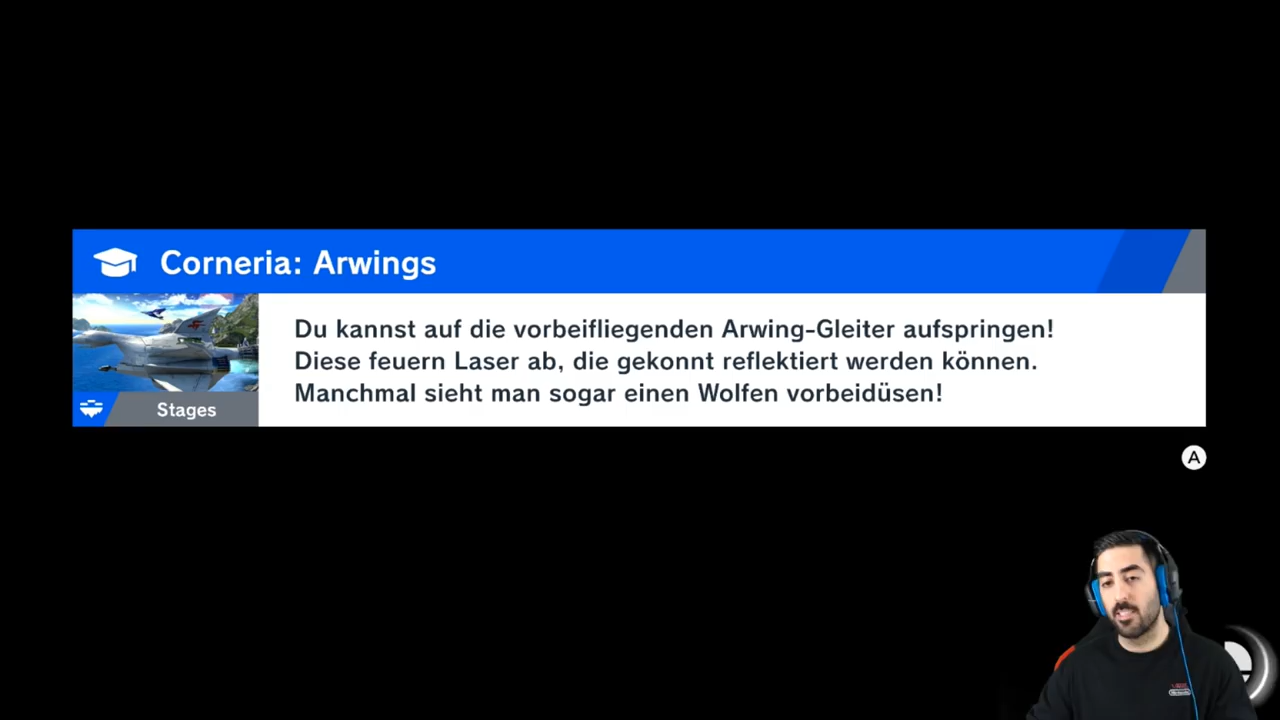 Corneria: Arwings
Du kannst auf die vorbeifliegenden Arwing-Gleiter aufspringen!
Diese feuern Laser ab, die gekonnt reflektiert werden können.
Manchmal sieht man sogar einen Wolfen vorbeidüsen!
Stages
A